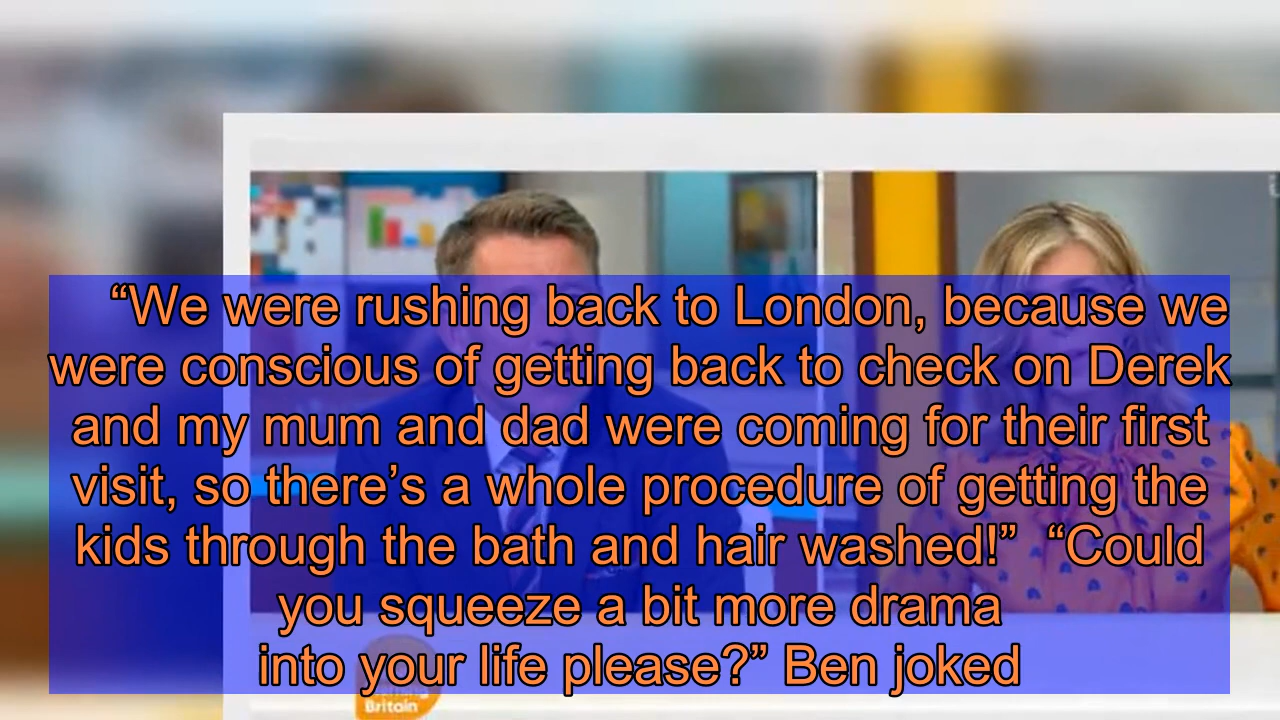 “We were rushing back to London, because we
were conscious of getting back to check on Derek
and my mum and dad were coming for their first
visit, so there’s a whole procedure of getting the
kids through the bath and hair washed!” “Could
you squeeze a bit more drama
into your life please?” Ben joked
Britain